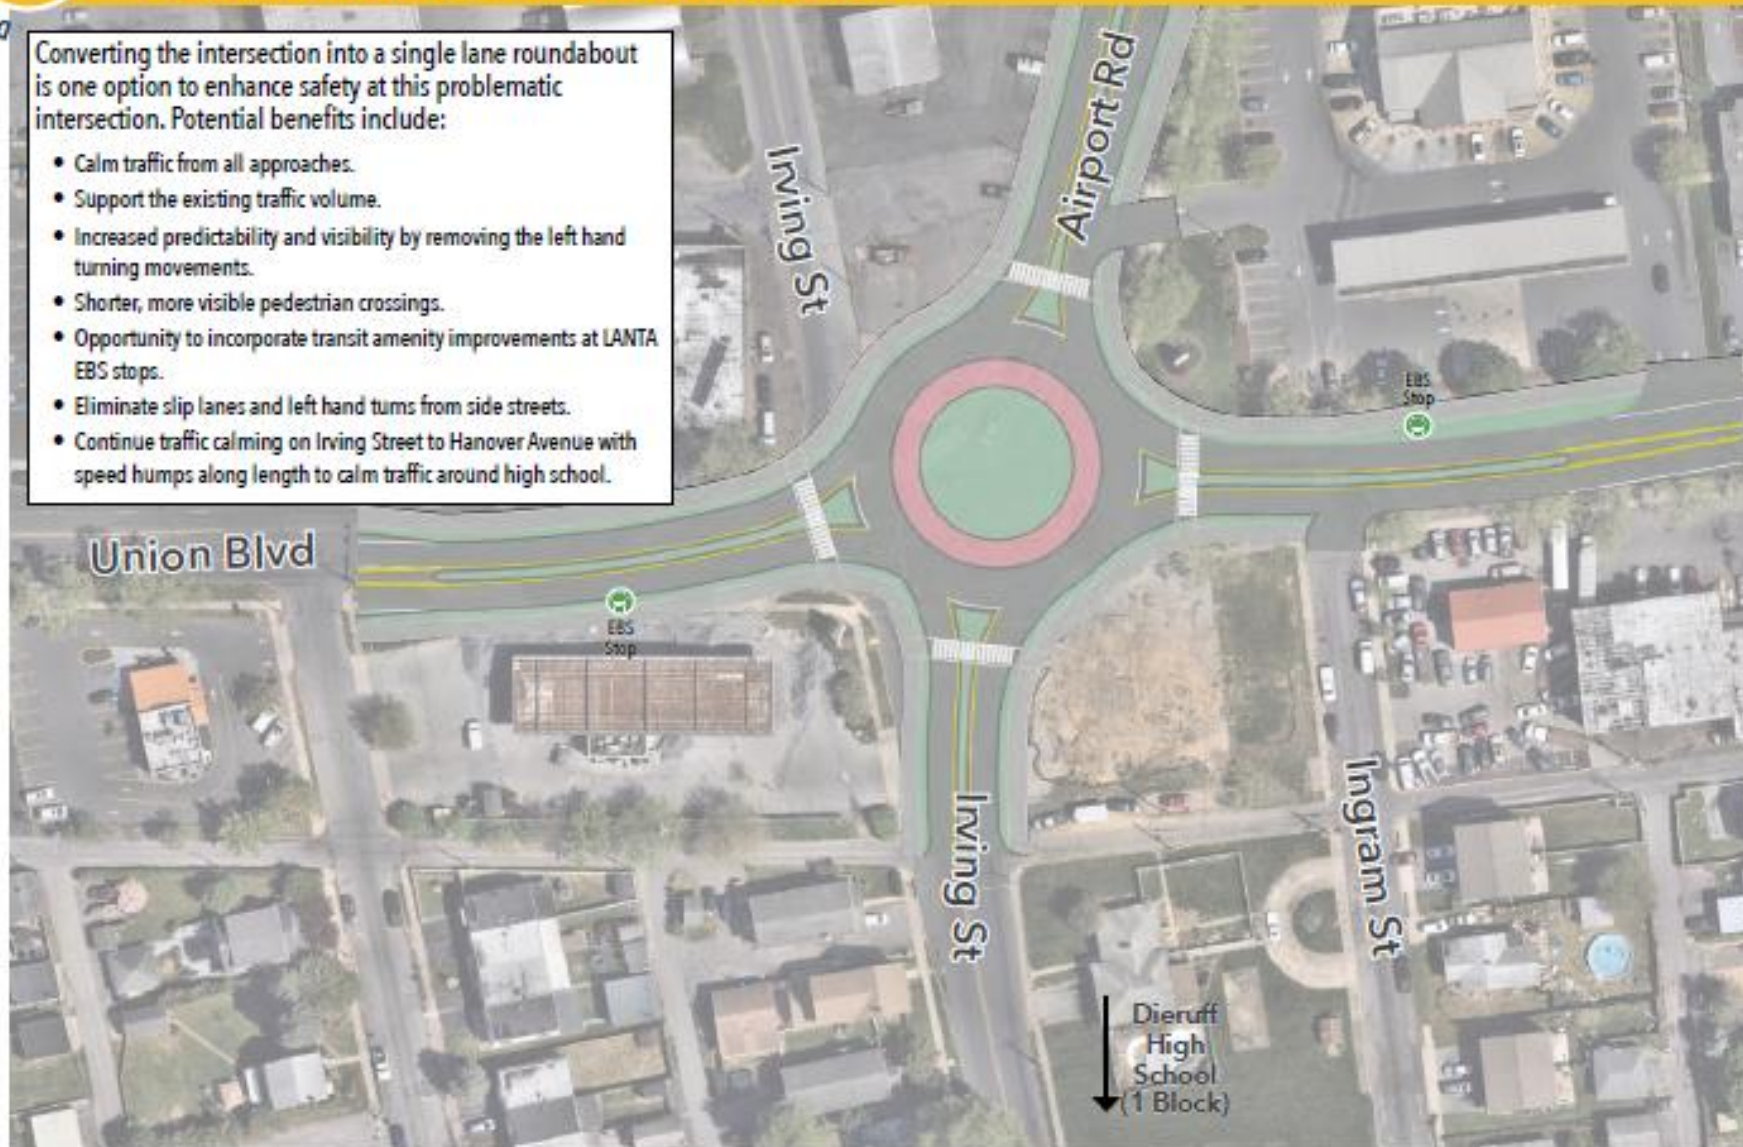 Converting the intersection into a single lane roundabout
is one option to enhance safety at this problematic
intersection. Potential benefits include:
• Calm traffic from all approaches.
• Support the existing traffic volume.
• Increased predictability and visibility by removing the left hand
turning movements.
• Shorter, more visible pedestrian crossings.
• Opportunity to incorporate transit amenity improvements at LANTA
EBS stops.
• Eliminate slip lanes and left hand turns from side streets.
• Continue traffic calming on Irving Street to Hanover Avenue with
speed humps along length to calm traffic around high school.
Irving St
Airport Rd
EBS
Stop
Union Blvd
EBS
Stop
Irving St
Ingram St
Dieruff
High
School
(1 Block)